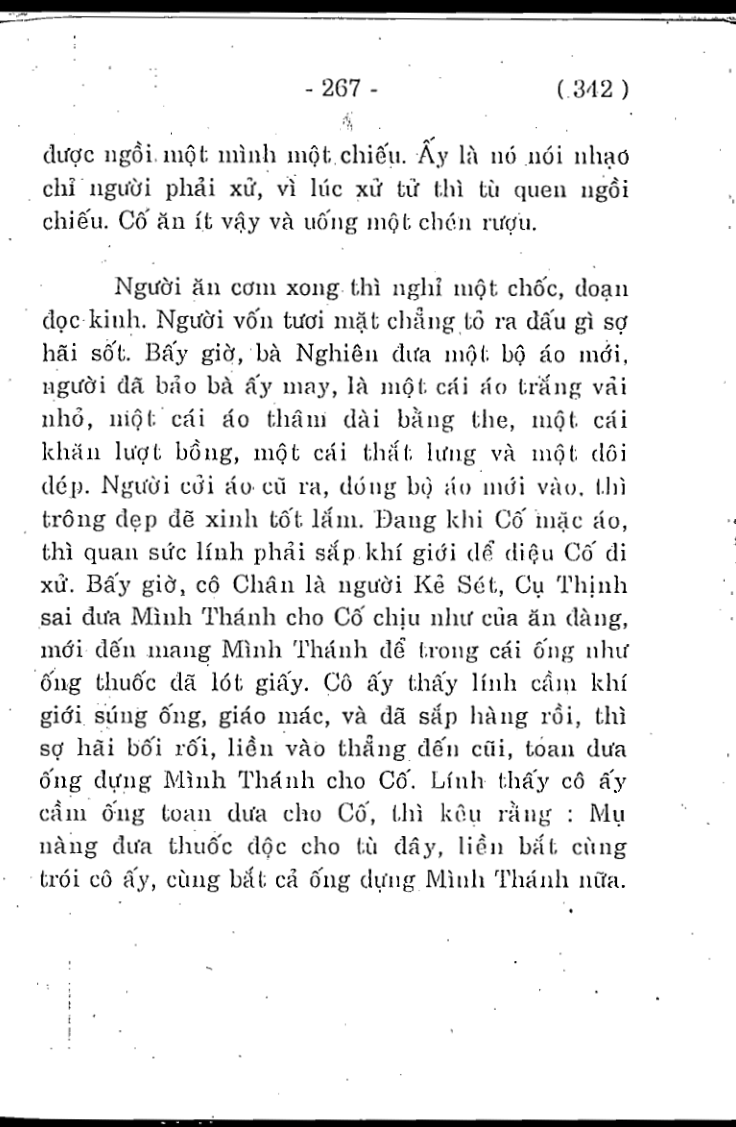 - 267 - (342)
được ngồi một mình một chiếu. Ấy là nó nói nhạo
chỉ người phải xử, vì lúc xử tử thì tù quen ngồi
chiếu. Cố ăn ít vậy và uống một chén rượu.
Người ăn cơm xong thì nghỉ một chốc, đoạn
đọc kinh. Người vốn tươi mặt chẳng tỏ ra dấu gì sợ
hãi sốt. Bấy giờ, bà Nghiên đưa một bộ áo mới,
người đã bảo bà ấy may, là một cái áo trắng vải
nhỏ, một cái áo thâm dài bằng the, một cái
khăn lượt bồng, một cái thắt lưng và một đôi
dép. Người cởi áo cũ ra, đóng bộ áo mới vào, thì
trông đẹp đẽ xinh tốt lắm. Đang khi Cố mặc áo,
thì quan sức lính phải sắp khí giới để điệu Cố đi
xử. Bấy giờ, cô Chân là người Kẻ Sét, Cụ Thịnh
sai đưa Mình Thánh cho Cố chịu như của ăn đàng,
mới đến mang Mình Thánh để trong cái ống như
ống thuốc đã lót giấy. Cô ấy thấy lính cầm khí
giới súng ống, giáo mác, và đã sắp hàng rồi, thì
sợ hãi bối rối, liền vào thẳng đến cũi, toan đưa
ống đựng Mình Thánh cho Cố. Lính thấy cô ấy
cầm ống toan đưa cho Cố, thì kêu rằng : Mụ
nàng đưa thuốc độc cho tù đây, liền bắt cùng
trói cô ấy, cùng bắt cả ống đựng Mình Thánh nữa.